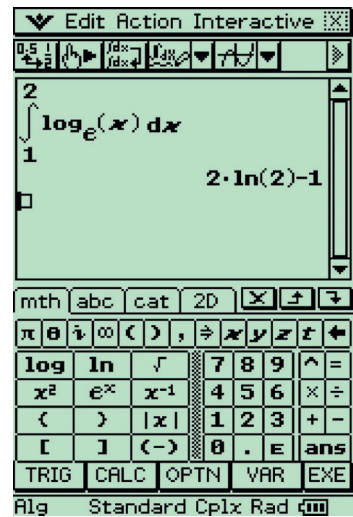 Edit Action Interactive
2
∫ log_e(x) dx
1
2·ln(2)−1
mth abc cat 2D
π θ i ∞ ( ) , ⇒ x y z t
log ln √ 7 8 9 ^ =
x² eˣ x⁻¹ 4 5 6 × ÷
( ) |x| 1 2 3 + −
[ ] (−) 0 . E ans
TRIG CALC OPTN VAR EXE
Alg Standard Cplx Rad